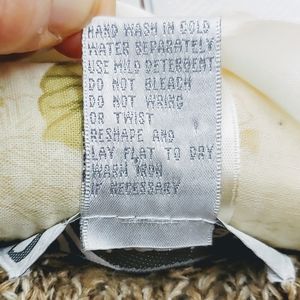 HAND WASH IN COLD
WATER SEPARATELY
USE MILD DETERGENT
DO NOT BLEACH
DO NOT WRING
OR TWIST
RESHAPE AND
LAY FLAT TO DRY
WARM IRON
IF NECESSARY